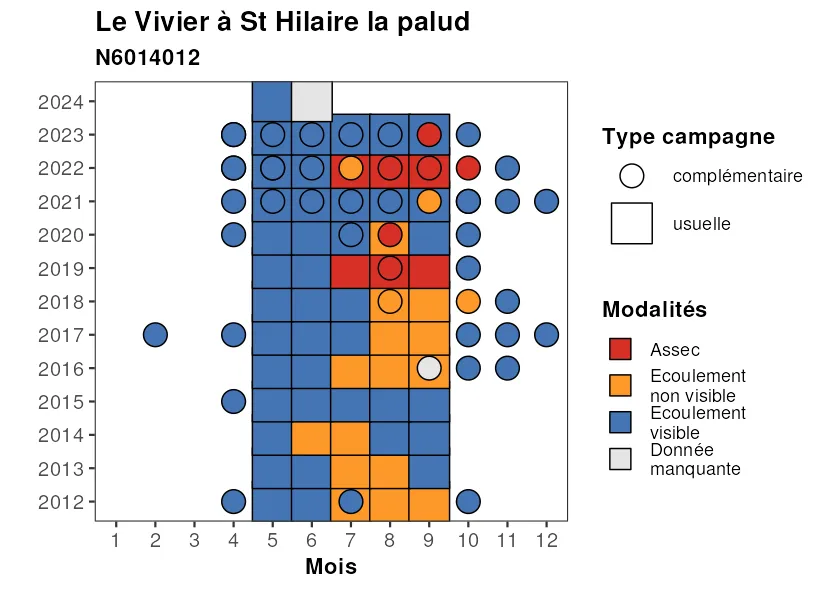 Le Vivier à St Hilaire la palud
N6014012
2024
2023
2022
2021
2020
2019
2018
2017
2016
2015
2014
2013
2012
1 2 3 4 5 6 7 8 9 10 11 12
Mois
Type campagne
complémentaire
usuelle
Modalités
Assec
Ecoulement
non visible
Ecoulement
visible
Donnée
manquante